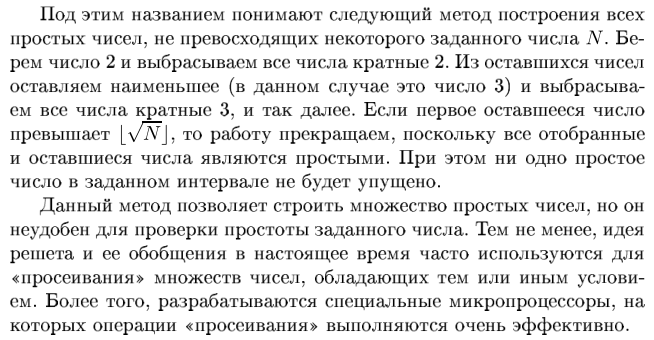 Под этим названием понимают следующий метод построения всех
простых чисел, не превосходящих некоторого заданного числа N. Бе-
рем число 2 и выбрасываем все числа кратные 2. Из оставшихся чисел
оставляем наименьшее (в данном случае это число 3) и выбрасыва-
ем все числа кратные 3, и так далее. Если первое оставшееся число
превышает ⌊√N⌋, то работу прекращаем, поскольку все отобранные
и оставшиеся числа являются простыми. При этом ни одно простое
число в заданном интервале не будет упущено.
Данный метод позволяет строить множество простых чисел, но он
неудобен для проверки простоты заданного числа. Тем не менее, идея
решета и ее обобщения в настоящее время часто используются для
«просеивания» множеств чисел, обладающих тем или иным услови-
ем. Более того, разрабатываются специальные микропроцессоры, на
которых операции «просеивания» выполняются очень эффективно.